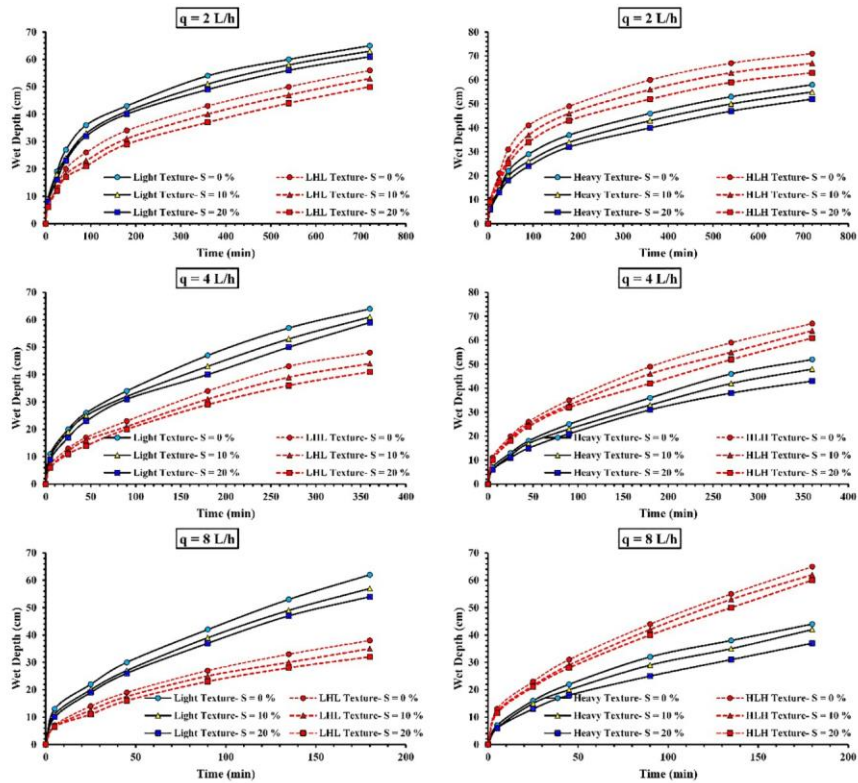 q = 2 L/h
70
60
50
40
30
20
10
0
Wet Depth (cm)
Light Texture- S = 0 %
LHL Texture- S = 0 %
Light Texture- S = 10 %
LHL Texture- S = 10 %
Light Texture- S = 20 %
LHL Texture- S = 20 %
0 100 200 300 400 500 600 700 800
Time (min)
q = 2 L/h
80
70
60
50
40
30
20
10
0
Wet Depth (cm)
Heavy Texture- S = 0 %
HLH Texture- S = 0 %
Heavy Texture- S = 10 %
HLH Texture- S = 10 %
Heavy Texture- S = 20 %
HLH Texture- S = 20 %
0 100 200 300 400 500 600 700 800
Time (min)
q = 4 L/h
70
60
50
40
30
20
10
0
Wet Depth (cm)
Light Texture- S = 0 %
LHL Texture- S = 0 %
Light Texture- S = 10 %
LHL Texture- S = 10 %
Light Texture- S = 20 %
LHL Texture- S = 20 %
0 50 100 150 200 250 300 350 400
Time (min)
q = 4 L/h
80
70
60
50
40
30
20
10
0
Wet Depth (cm)
Heavy Texture- S = 0 %
HLH Texture- S = 0 %
Heavy Texture- S = 10 %
HLH Texture- S = 10 %
Heavy Texture- S = 20 %
HLH Texture- S = 20 %
0 50 100 150 200 250 300 350 400
Time (min)
q = 8 L/h
70
60
50
40
30
20
10
0
Wet Depth (cm)
Light Texture- S = 0 %
LHL Texture- S = 0 %
Light Texture- S = 10 %
LHL Texture- S = 10 %
Light Texture- S = 20 %
LHL Texture- S = 20 %
0 50 100 150 200
Time (min)
q = 8 L/h
70
60
50
40
30
20
10
0
Wet Depth (cm)
Heavy Texture- S = 0 %
HLH Texture- S = 0 %
Heavy Texture- S = 10 %
HLH Texture- S = 10 %
Heavy Texture- S = 20 %
HLH Texture- S = 20 %
0 50 100 150 200
Time (min)